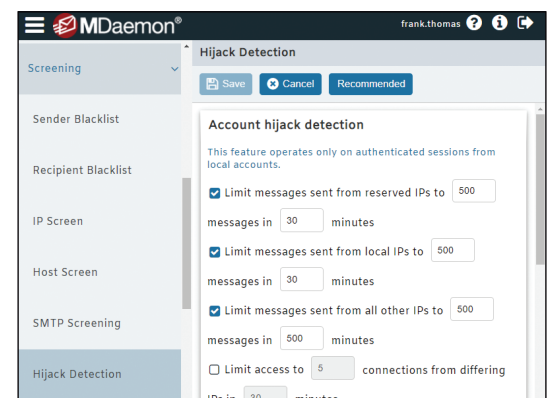 MDaemon®
frank.thomas
Screening
Sender Blacklist
Recipient Blacklist
IP Screen
Host Screen
SMTP Screening
Hijack Detection
Hijack Detection
Save Cancel Recommended
Account hijack detection
This feature operates only on authenticated sessions from
local accounts.
Limit messages sent from reserved IPs to 500
messages in 30 minutes
Limit messages sent from local IPs to 500
messages in 30 minutes
Limit messages sent from all other IPs to 500
messages in 500 minutes
Limit access to 5 connections from differing
IPs in 30 minutes